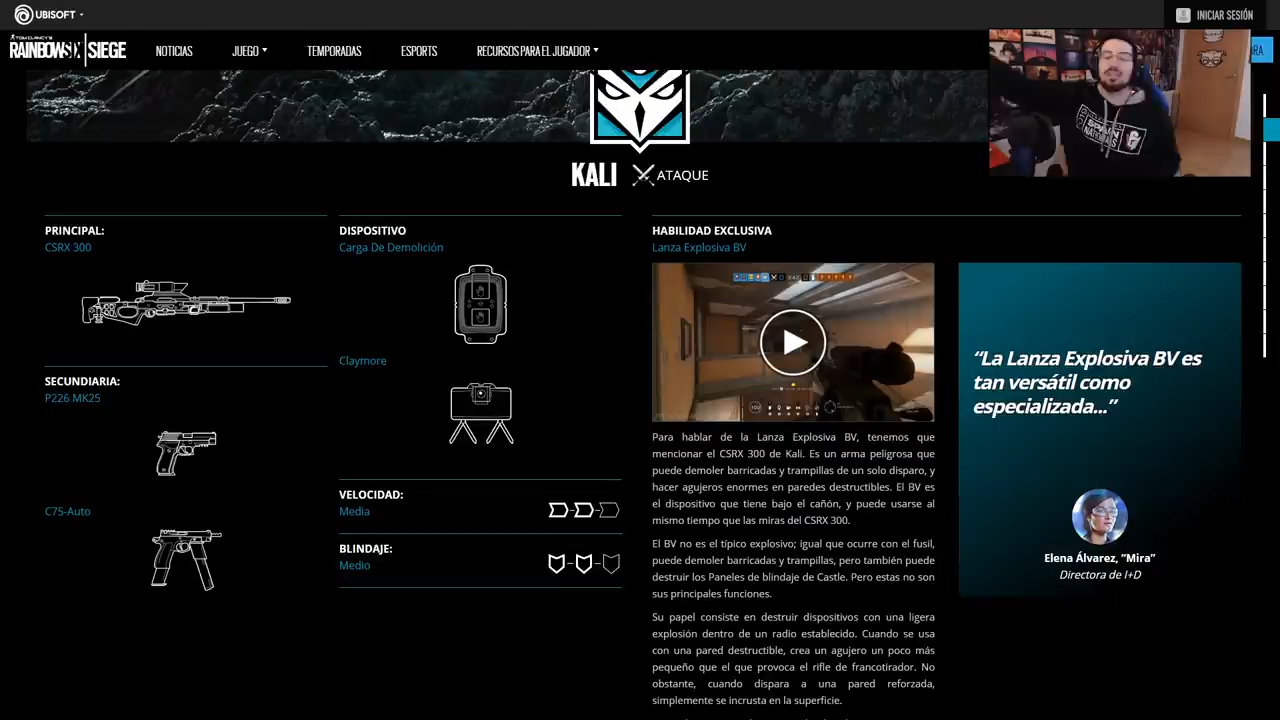 UBISOFT
INICIAR SESIÓN
TOM CLANCY'S
RAINBOWSIX | SIEGE
NOTICIAS
JUEGO
TEMPORADAS
ESPORTS
RECURSOS PARA EL JUGADOR
RA
KALI
ATAQUE
PRINCIPAL:
CSRX 300
SECUNDIARIA:
P226 MK25
C75-Auto
DISPOSITIVO
Carga De Demolición
Claymore
VELOCIDAD:
Media
BLINDAJE:
Medio
HABILIDAD EXCLUSIVA
Lanza Explosiva BV
Para hablar de la Lanza Explosiva BV, tenemos que
mencionar el CSRX 300 de Kali. Es un arma peligrosa que
puede demoler barricadas y trampillas de un solo disparo, y
hacer agujeros enormes en paredes destructibles. El BV es
el dispositivo que tiene bajo el cañón, y puede usarse al
mismo tiempo que las miras del CSRX 300.
El BV no es el típico explosivo; igual que ocurre con el fusil,
puede demoler barricadas y trampillas, pero también puede
destruir los Paneles de blindaje de Castle. Pero estas no son
sus principales funciones.
Su papel consiste en destruir dispositivos con una ligera
explosión dentro de un radio establecido. Cuando se usa
con una pared destructible, crea un agujero un poco más
pequeño que el que provoca el rifle de francotirador. No
obstante, cuando dispara a una pared reforzada,
simplemente se incrusta en la superficie.
“La Lanza Explosiva BV es
tan versátil como
especializada...”
Elena Álvarez, “Mira”
Directora de I+D